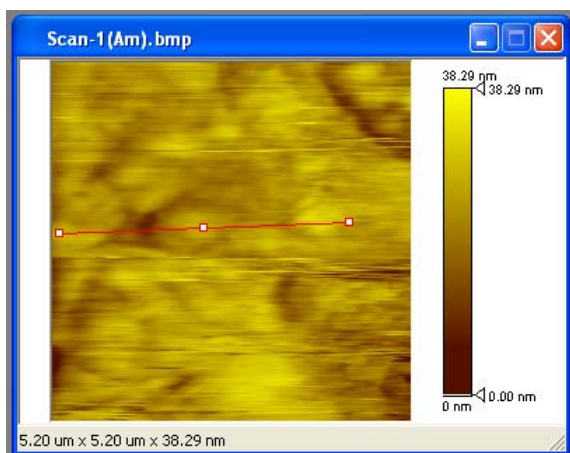 Scan-1(Am).bmp
38.29 nm
38.29 nm
0.00 nm
0 nm
5.20 um x 5.20 um x 38.29 nm